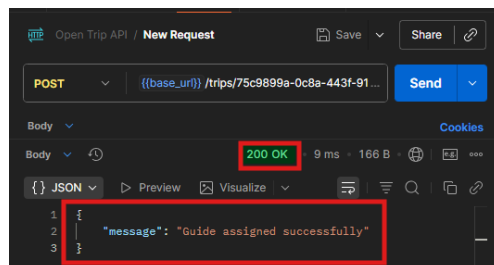 HTTP Open Trip API / New Request Save Share
POST {{base_url}} /trips/75c9899a-0c8a-443f-91... Send
Body Cookies
Body 200 OK • 9 ms • 166 B e.g.
{} JSON Preview Visualize
1 {
2 "message": "Guide assigned successfully"
3 }